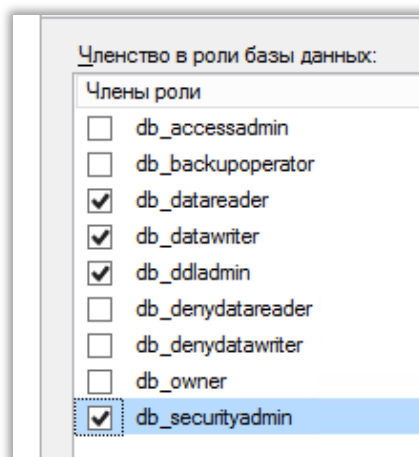 Членство в роли базы данных:
Члены роли
db_accessadmin
db_backupoperator
db_datareader
db_datawriter
db_ddladmin
db_denydatareader
db_denydatawriter
db_owner
db_securityadmin